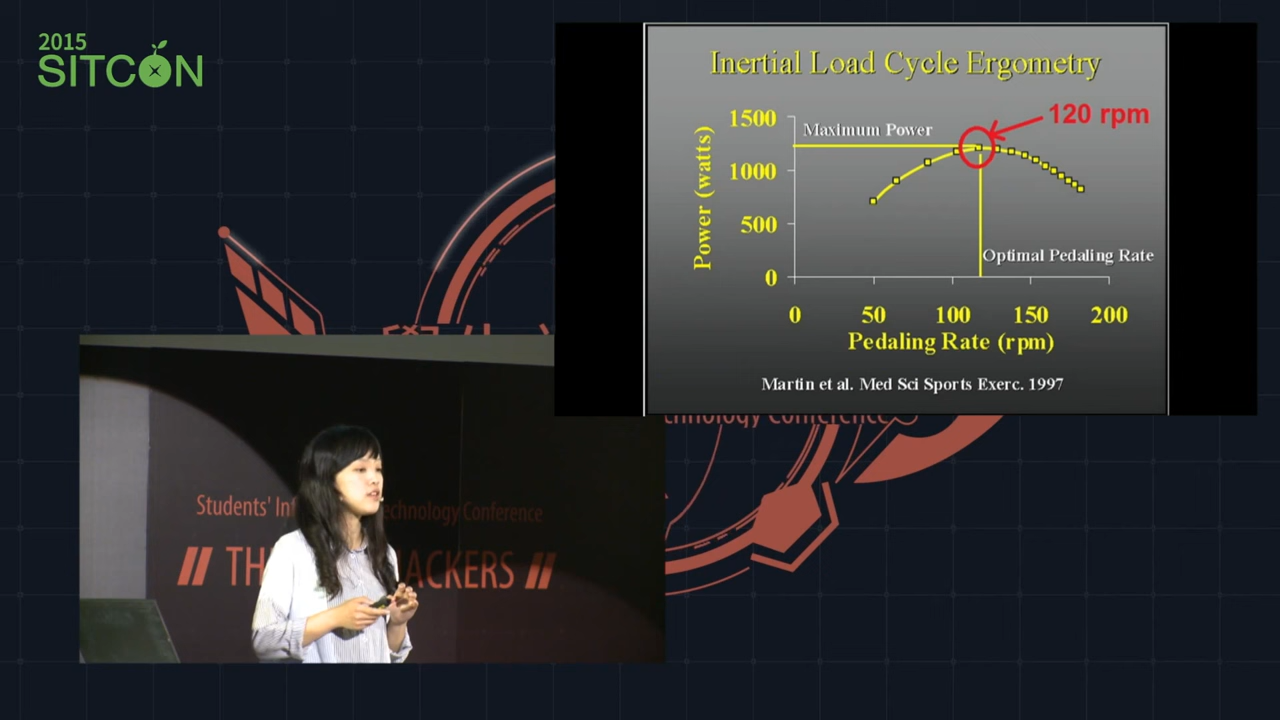 2015
SITCON
Inertial Load Cycle Ergometry
120 rpm
Maximum Power
1500
1000
500
0
Power (watts)
Optimal Pedaling Rate
0 50 100 150 200
Pedaling Rate (rpm)
Martin et al. Med Sci Sports Exerc. 1997
Conference
Students' echnology Conference
// TH ACKERS //